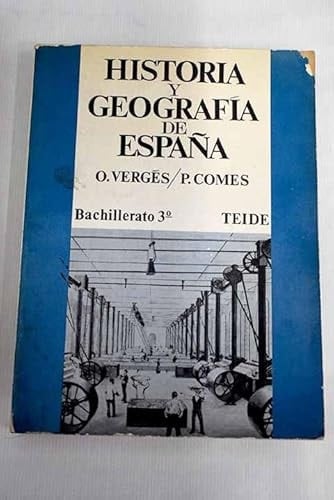 HISTORIA
Y
GEOGRAFÍA
DE
ESPAÑA
O. VERGÉS/P. COMES
Bachillerato 3º TEIDE